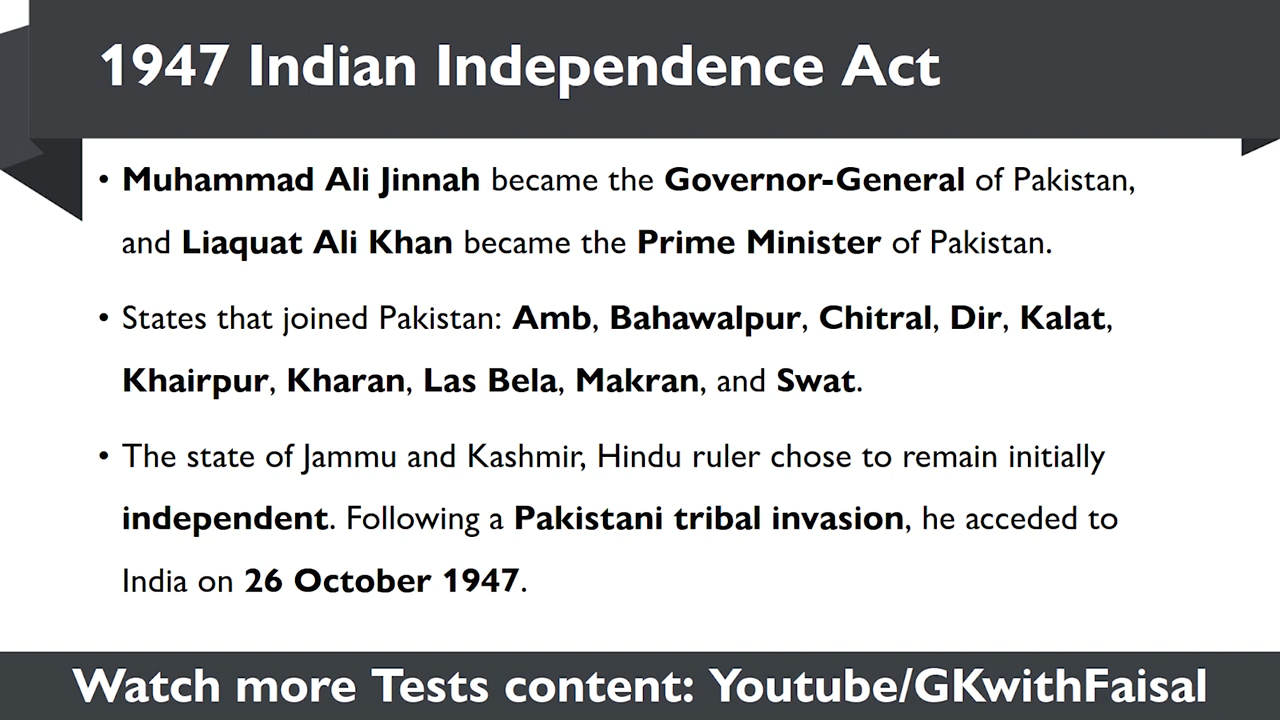 1947 Indian Independence Act
• Muhammad Ali Jinnah became the Governor-General of Pakistan,
and Liaquat Ali Khan became the Prime Minister of Pakistan.
• States that joined Pakistan: Amb, Bahawalpur, Chitral, Dir, Kalat,
Khairpur, Kharan, Las Bela, Makran, and Swat.
• The state of Jammu and Kashmir, Hindu ruler chose to remain initially
independent. Following a Pakistani tribal invasion, he acceded to
India on 26 October 1947.
Watch more Tests content: Youtube/GKwithFaisal